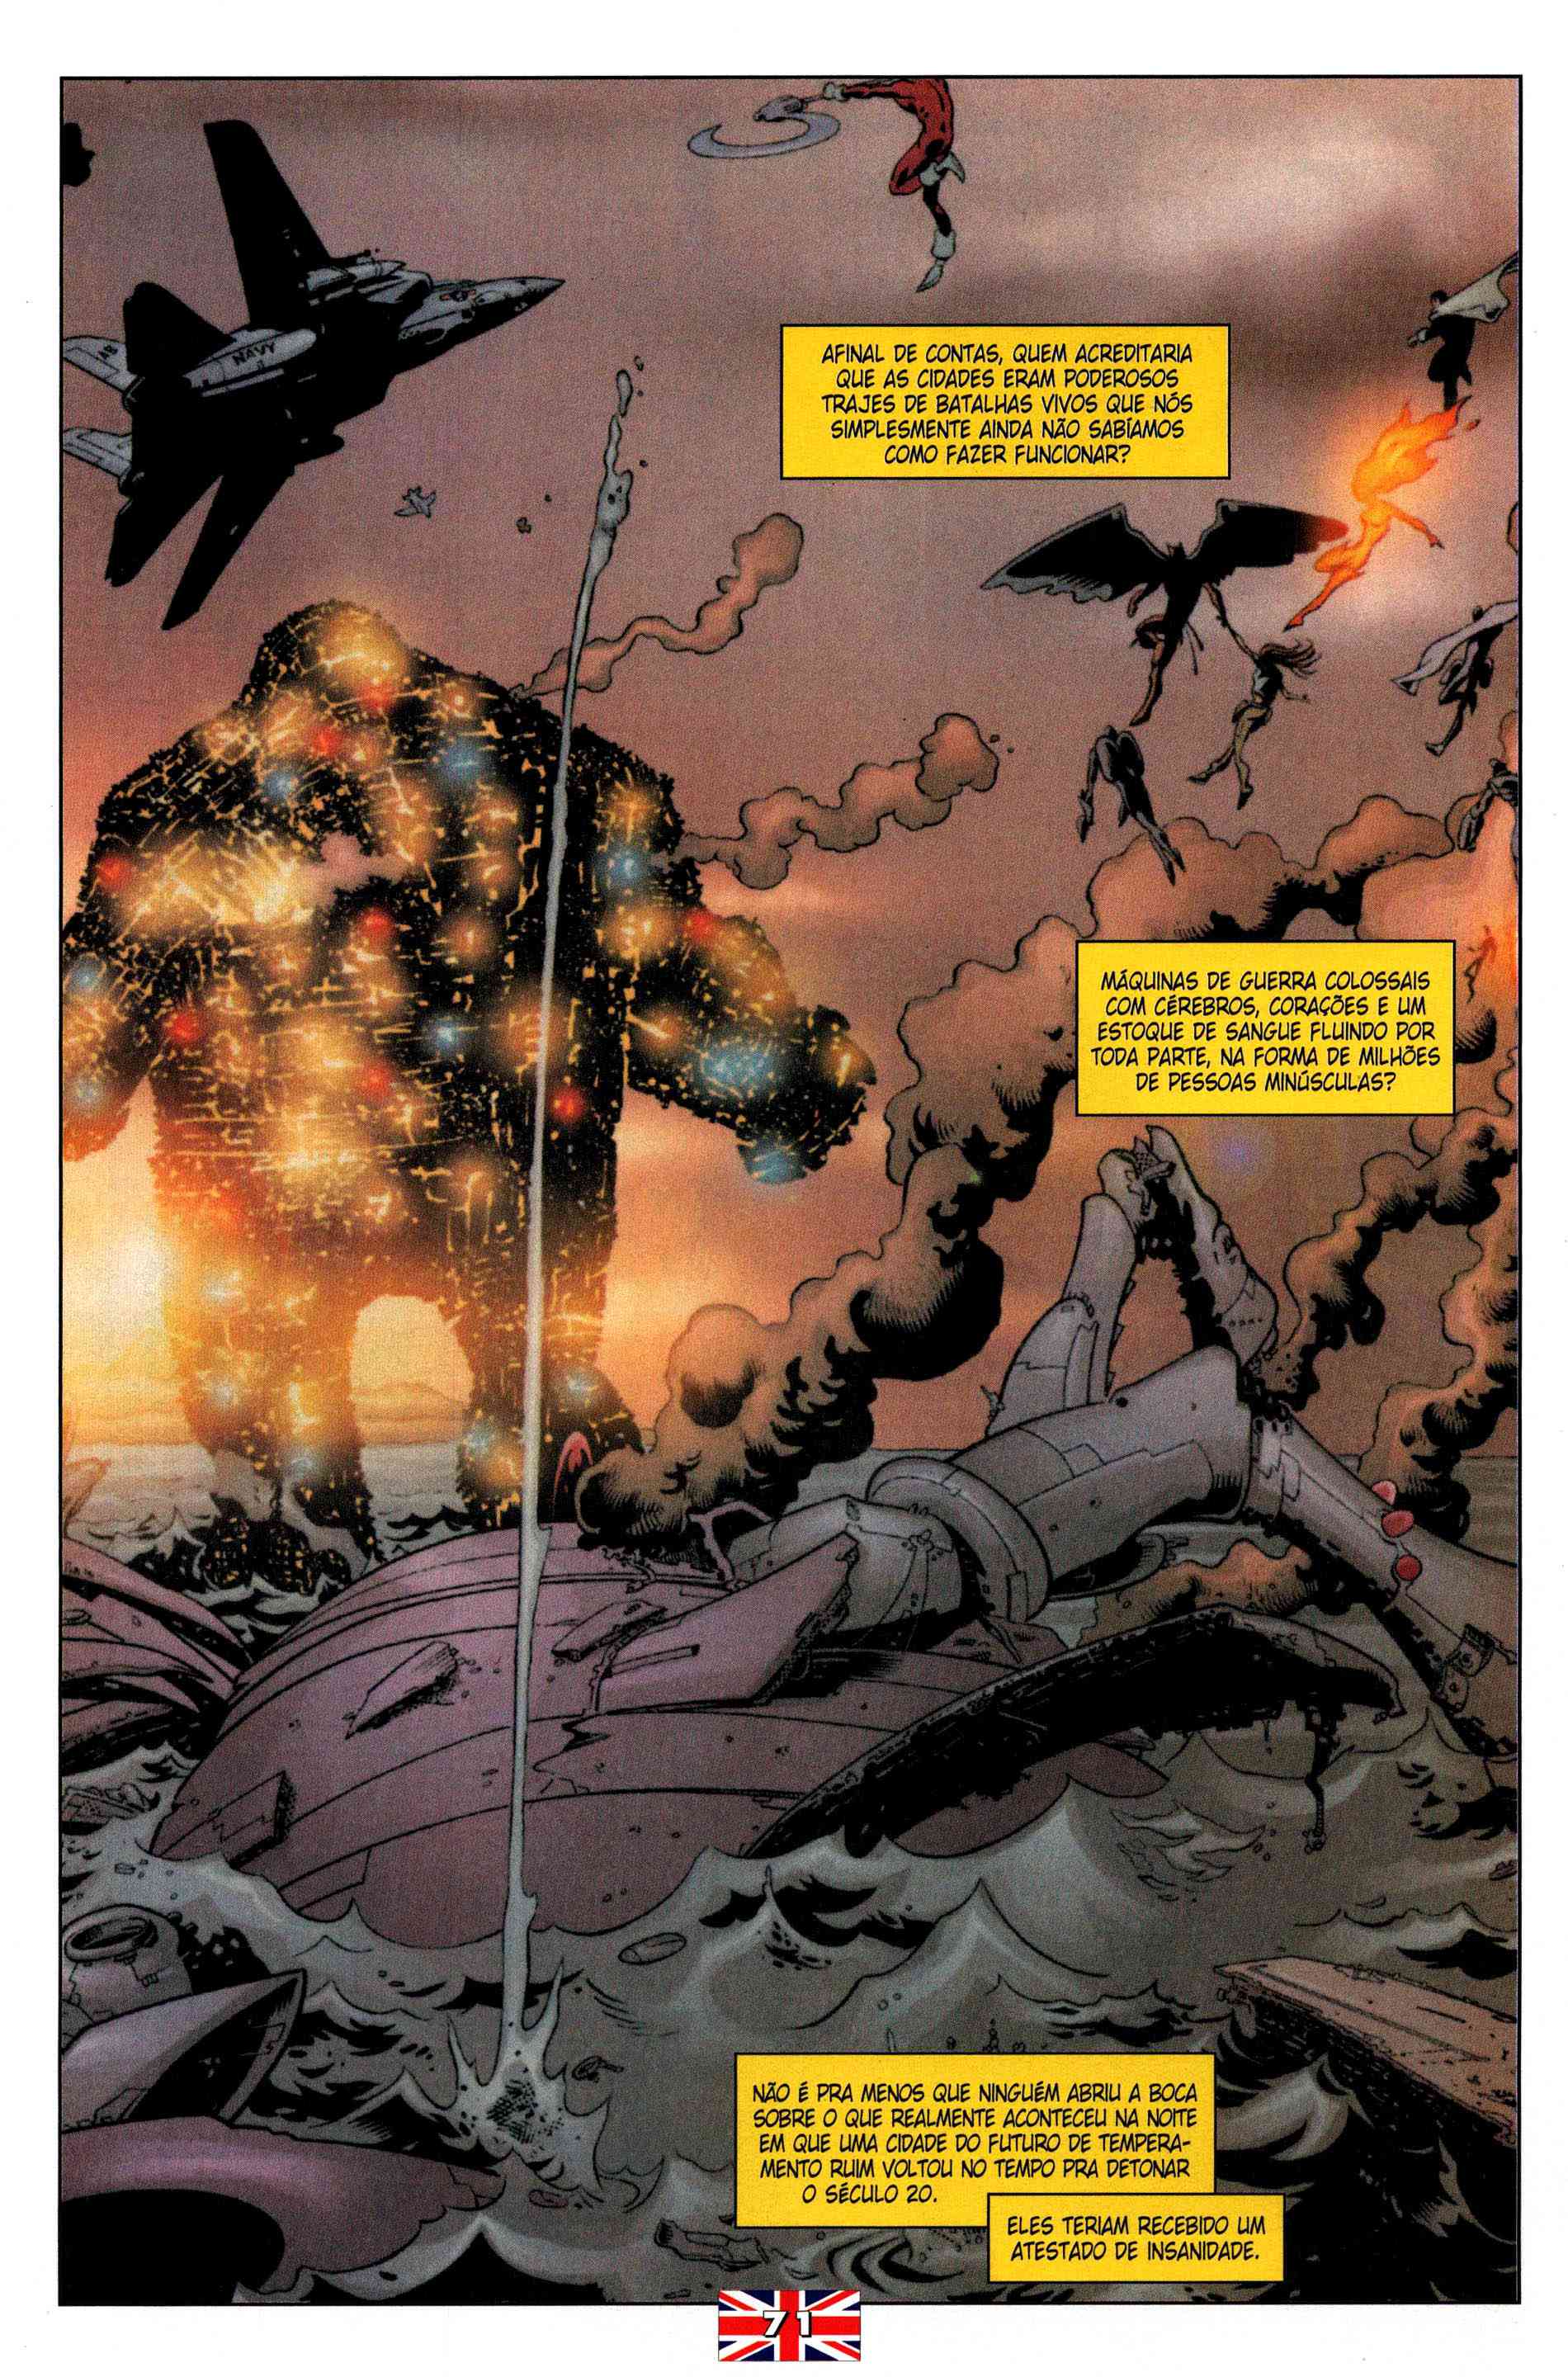 NAVY
AFINAL DE CONTAS, QUEM ACREDITARIA
QUE AS CIDADES ERAM PODEROSOS
TRAJES DE BATALHAS VIVOS QUE NÓS
SIMPLESMENTE AINDA NÃO SABÍAMOS
COMO FAZER FUNCIONAR?
MÁQUINAS DE GUERRA COLOSSAIS
COM CÉREBROS, CORAÇÕES E UM
ESTOQUE DE SANGUE FLUINDO POR
TODA PARTE, NA FORMA DE MILHÕES
DE PESSOAS MINÚSCULAS?
NÃO É PRA MENOS QUE NINGUÉM ABRIU A BOCA
SOBRE O QUE REALMENTE ACONTECEU NA NOITE
EM QUE UMA CIDADE DO FUTURO DE TEMPERA-
MENTO RUIM VOLTOU NO TEMPO PRA DETONAR
O SÉCULO 20.
ELES TERIAM RECEBIDO UM
ATESTADO DE INSANIDADE.
71